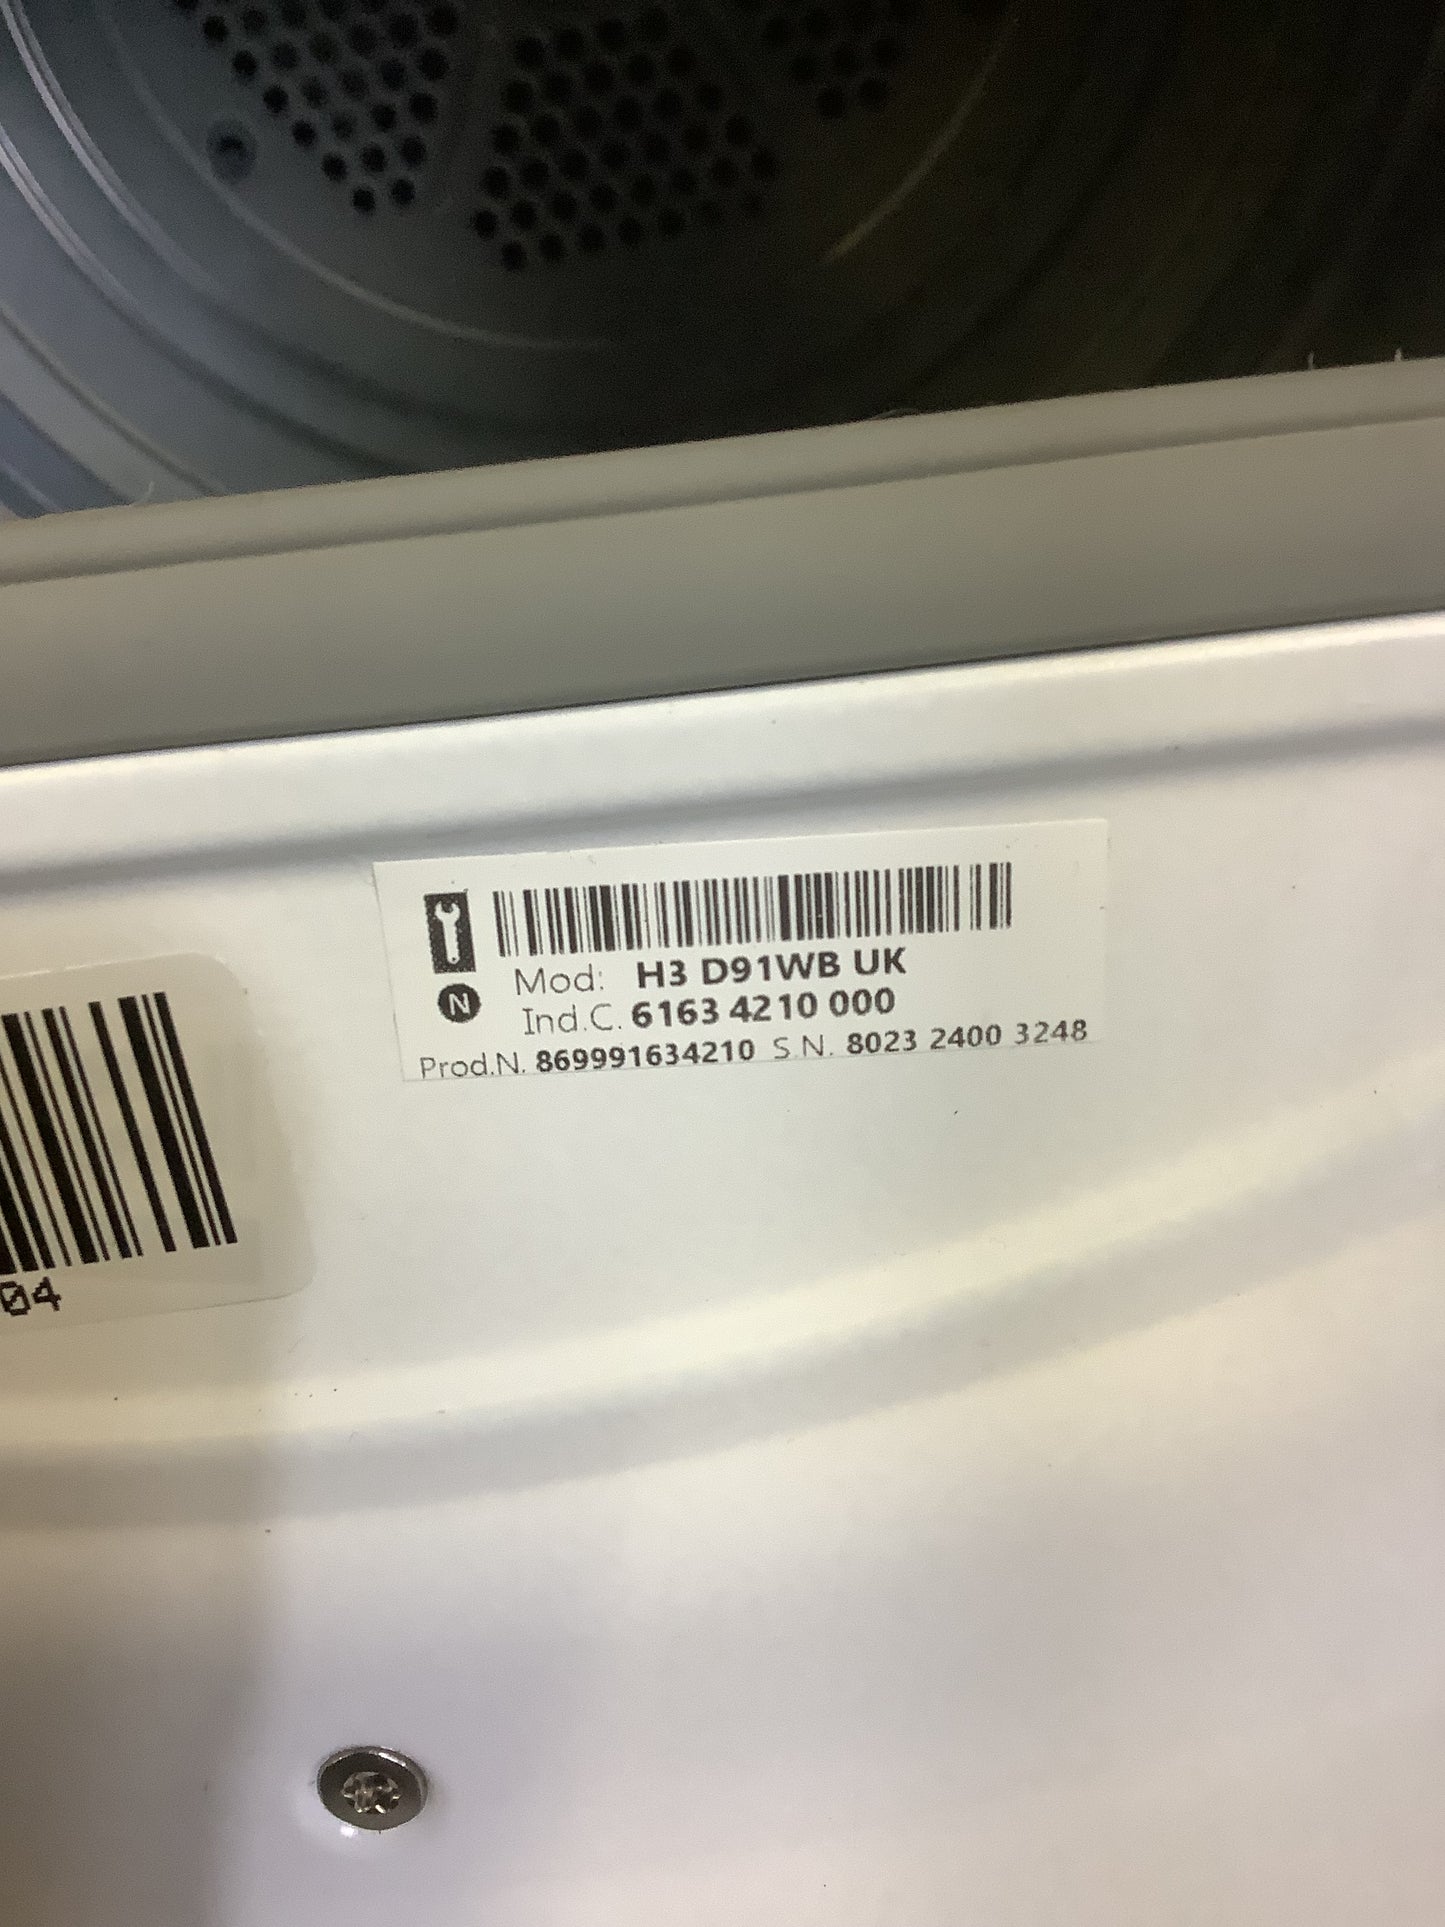 Mod: H3 D91WB UK
N Ind.C. 6163 4210 000
Prod.N. 869991634210 S.N. 8023 2400 3248
04